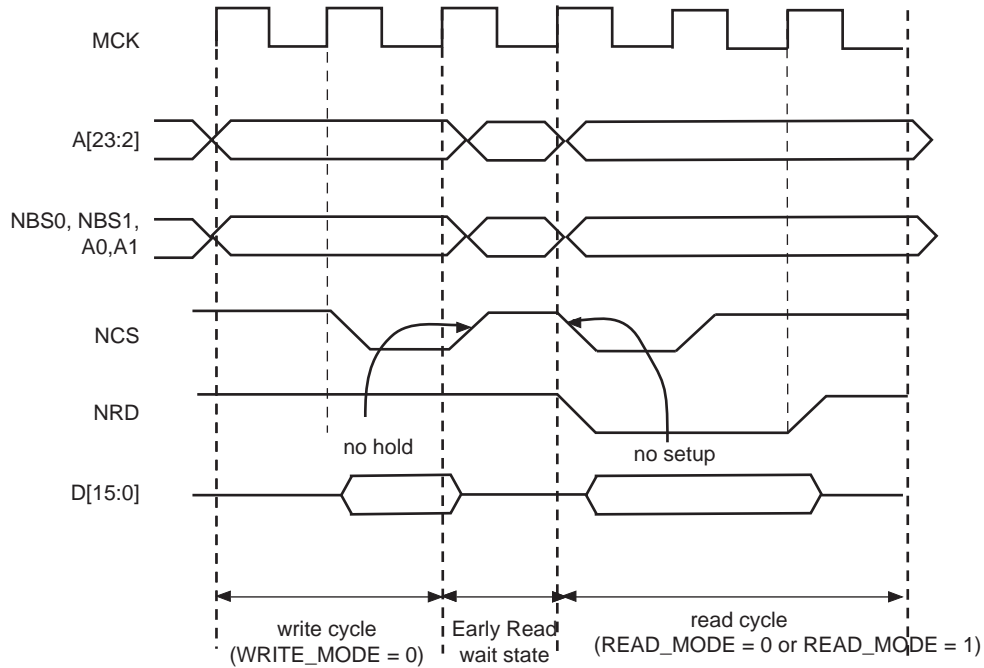 MCK
A[23:2]
NBS0, NBS1,
A0,A1
NCS
NRD
no hold
no setup
D[15:0]
write cycle
(WRITE_MODE = 0)
Early Read
wait state
read cycle
(READ_MODE = 0 or READ_MODE = 1)